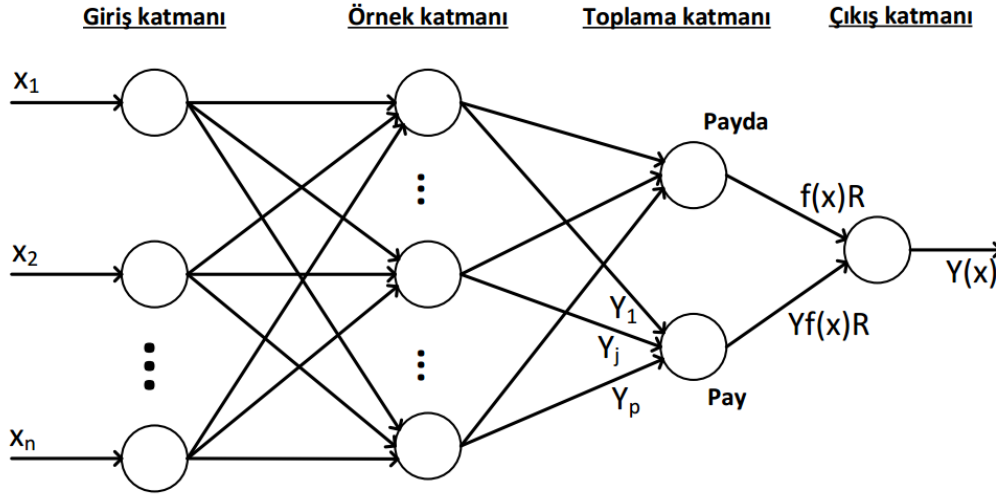 Giriş katmanı Örnek katmanı Toplama katmanı Çıkış katmanı
x1
Payda
f(x)R
x2
Y(x)
Y1
Yf(x)R
Yj
Yp
Pay
xn